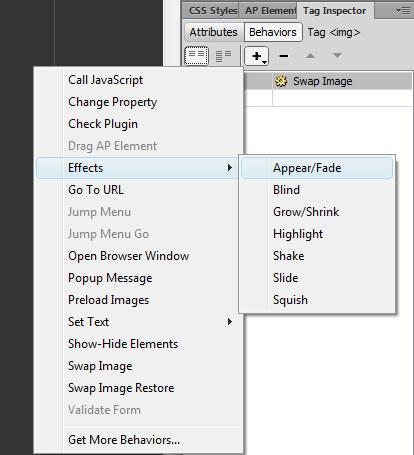 CSS Styles AP Element Tag Inspector
Attributes Behaviors Tag <img>
Swap Image
Call JavaScript
Change Property
Check Plugin
Drag AP Element
Effects
Go To URL
Jump Menu
Jump Menu Go
Open Browser Window
Popup Message
Preload Images
Set Text
Show-Hide Elements
Swap Image
Swap Image Restore
Validate Form
Get More Behaviors...
Appear/Fade
Blind
Grow/Shrink
Highlight
Shake
Slide
Squish